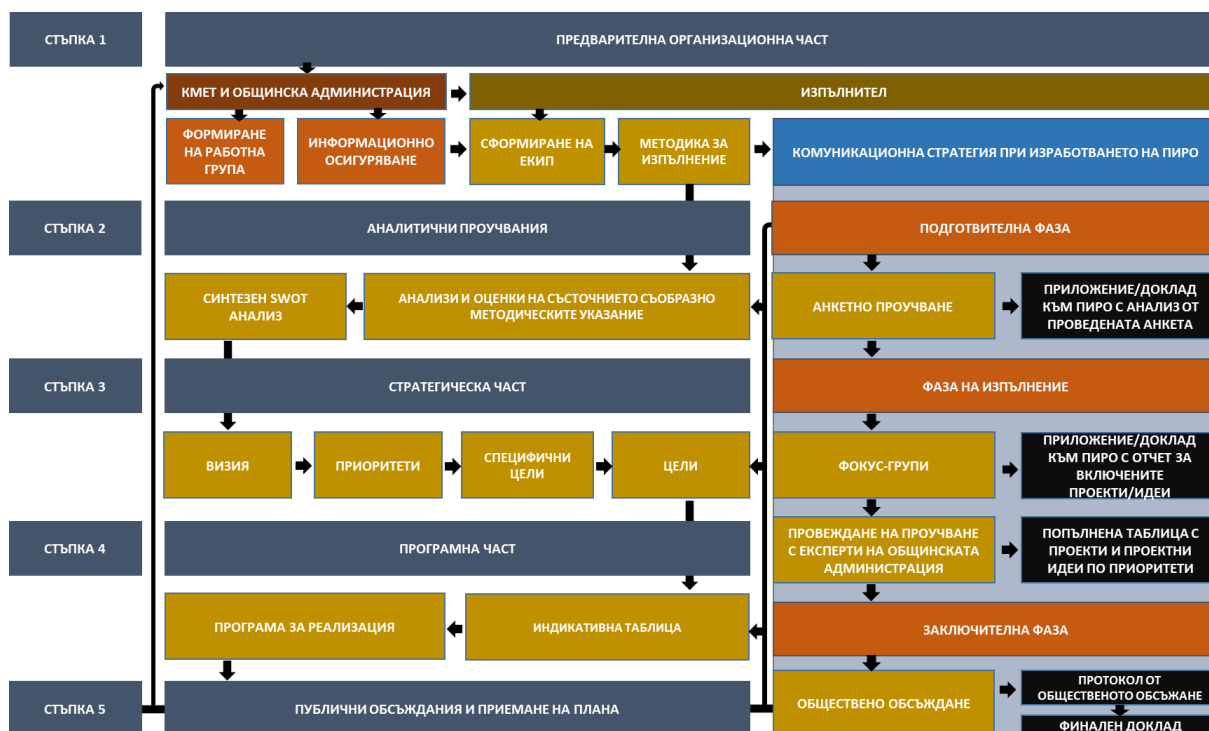 СТЪПКА 1
ПРЕДВАРИТЕЛНА ОРГАНИЗАЦИОННА ЧАСТ
КМЕТ И ОБЩИНСКА АДМИНИСТРАЦИЯ
ИЗПЪЛНИТЕЛ
ФОРМИРАНЕ
НА РАБОТНА
ГРУПА
ИНФОРМАЦИОННО
ОСИГУРЯВАНЕ
СФОРМИРАНЕ НА
ЕКИП
МЕТОДИКА ЗА
ИЗПЪЛНЕНИЕ
КОМУНИКАЦИОННА СТРАТЕГИЯ ПРИ ИЗРАБОТВАНЕТО НА ПИРО
СТЪПКА 2
АНАЛИТИЧНИ ПРОУЧВАНИЯ
ПОДГОТВИТЕЛНА ФАЗА
СИНТЕЗЕН SWOT
АНАЛИЗ
АНАЛИЗИ И ОЦЕНКИ НА СЪСТОЧНИЕТО СЪОБРАЗНО
МЕТОДИЧЕСКИТЕ УКАЗАНИЕ
АНКЕТНО ПРОУЧВАНЕ
ПРИЛОЖЕНИЕ/ДОКЛАД
КЪМ ПИРО С АНАЛИЗ ОТ
ПРОВЕДЕНАТА АНКЕТА
СТЪПКА 3
СТРАТЕГИЧЕСКА ЧАСТ
ФАЗА НА ИЗПЪЛНЕНИЕ
ВИЗИЯ
ПРИОРИТЕТИ
СПЕЦИФИЧНИ
ЦЕЛИ
ЦЕЛИ
ФОКУС-ГРУПИ
ПРИЛОЖЕНИЕ/ДОКЛАД
КЪМ ПИРО С ОТЧЕТ ЗА
ВКЛЮЧЕНИТЕ
ПРОЕКТИ/ИДЕИ
СТЪПКА 4
ПРОГРАМНА ЧАСТ
ПРОВЕЖДАНЕ НА ПРОУЧВАНЕ
С ЕКСПЕРТИ НА ОБЩИНСКАТА
АДМИНИСТРАЦИЯ
ПОПЪЛНЕНА ТАБЛИЦА С
ПРОЕКТИ И ПРОЕКТНИ
ИДЕИ ПО ПРИОРИТЕТИ
ПРОГРАМА ЗА РЕАЛИЗАЦИЯ
ИНДИКАТИВНА ТАБЛИЦА
ЗАКЛЮЧИТЕЛНА ФАЗА
СТЪПКА 5
ПУБЛИЧНИ ОБСЪЖДАНИЯ И ПРИЕМАНЕ НА ПЛАНА
ОБЩЕСТВЕНО ОБСЪЖДАНЕ
ПРОТОКОЛ ОТ
ОБЩЕСТВЕНОТО ОБСЪЖАНЕ
ФИНАЛЕН ДОКЛАД